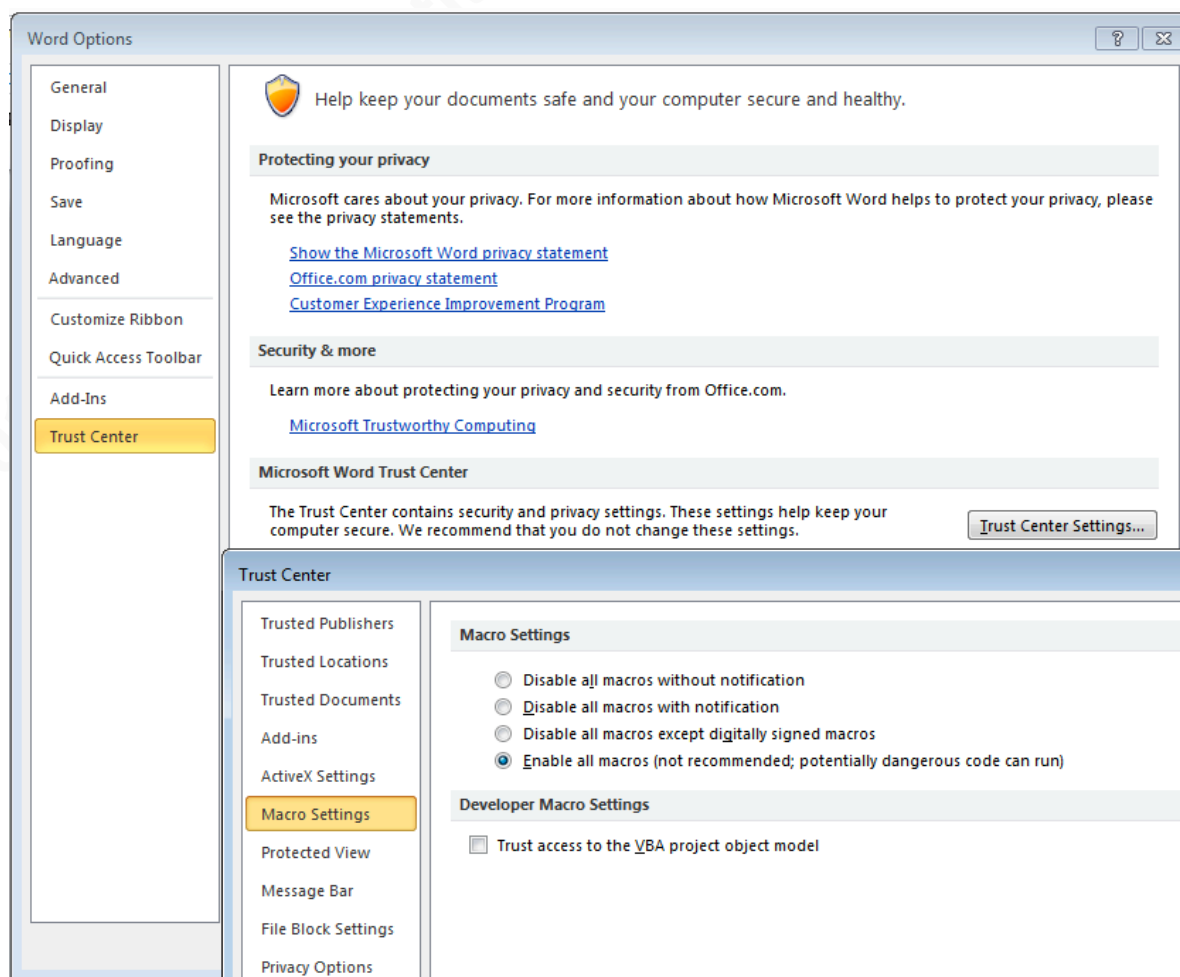 Word Options
General
Display
Proofing
Save
Language
Advanced
Customize Ribbon
Quick Access Toolbar
Add-Ins
Trust Center
Help keep your documents safe and your computer secure and healthy.
Protecting your privacy
Microsoft cares about your privacy. For more information about how Microsoft Word helps to protect your privacy, please
see the privacy statements.
Show the Microsoft Word privacy statement
Office.com privacy statement
Customer Experience Improvement Program
Security & more
Learn more about protecting your privacy and security from Office.com.
Microsoft Trustworthy Computing
Microsoft Word Trust Center
The Trust Center contains security and privacy settings. These settings help keep your
computer secure. We recommend that you do not change these settings.
Trust Center Settings...
Trust Center
Trusted Publishers
Trusted Locations
Trusted Documents
Add-ins
ActiveX Settings
Macro Settings
Protected View
Message Bar
File Block Settings
Privacy Options
Macro Settings
Disable all macros without notification
Disable all macros with notification
Disable all macros except digitally signed macros
Enable all macros (not recommended; potentially dangerous code can run)
Developer Macro Settings
Trust access to the VBA project object model